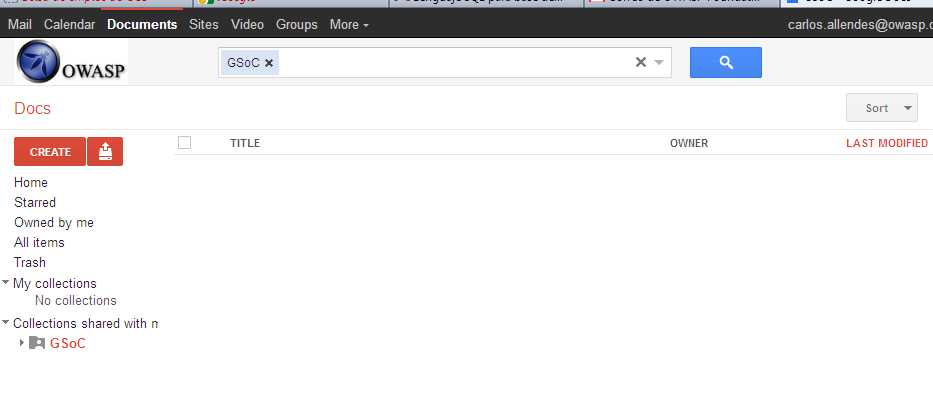 Mail Calendar Documents Sites Video Groups More carlos.allendes@owasp.
OWASP
GSoC
Docs
Sort
CREATE
TITLE OWNER LAST MODIFIED
Home
Starred
Owned by me
All items
Trash
My collections
No collections
Collections shared with
GSoC